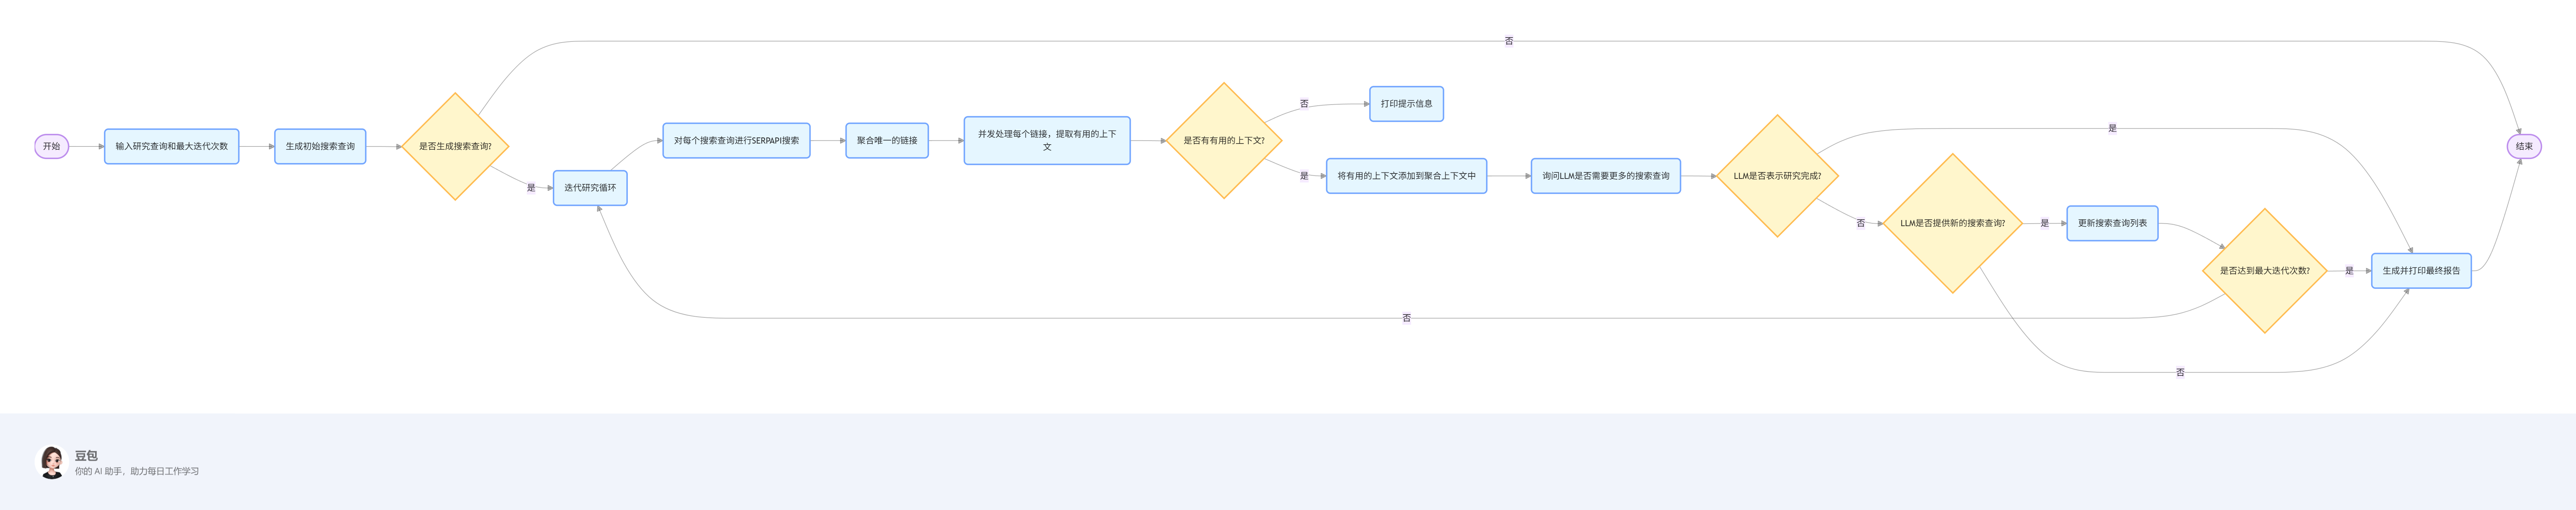 开始
输入研究查询和最大迭代次数
生成初始搜索查询
是否生成搜索查询?
否
是
迭代研究循环
对每个搜索查询进行SERPAPI搜索
聚合唯一的链接
并发处理每个链接，提取有用的上下
文
是否有有用的上下文?
否
打印提示信息
是
将有用的上下文添加到聚合上下文中
询问LLM是否需要更多的搜索查询
LLM是否表示研究完成?
是
否
LLM是否提供新的搜索查询?
是
更新搜索查询列表
是否达到最大迭代次数?
是
生成并打印最终报告
否
否
结束
豆包
你的 AI 助手，助力每日工作学习